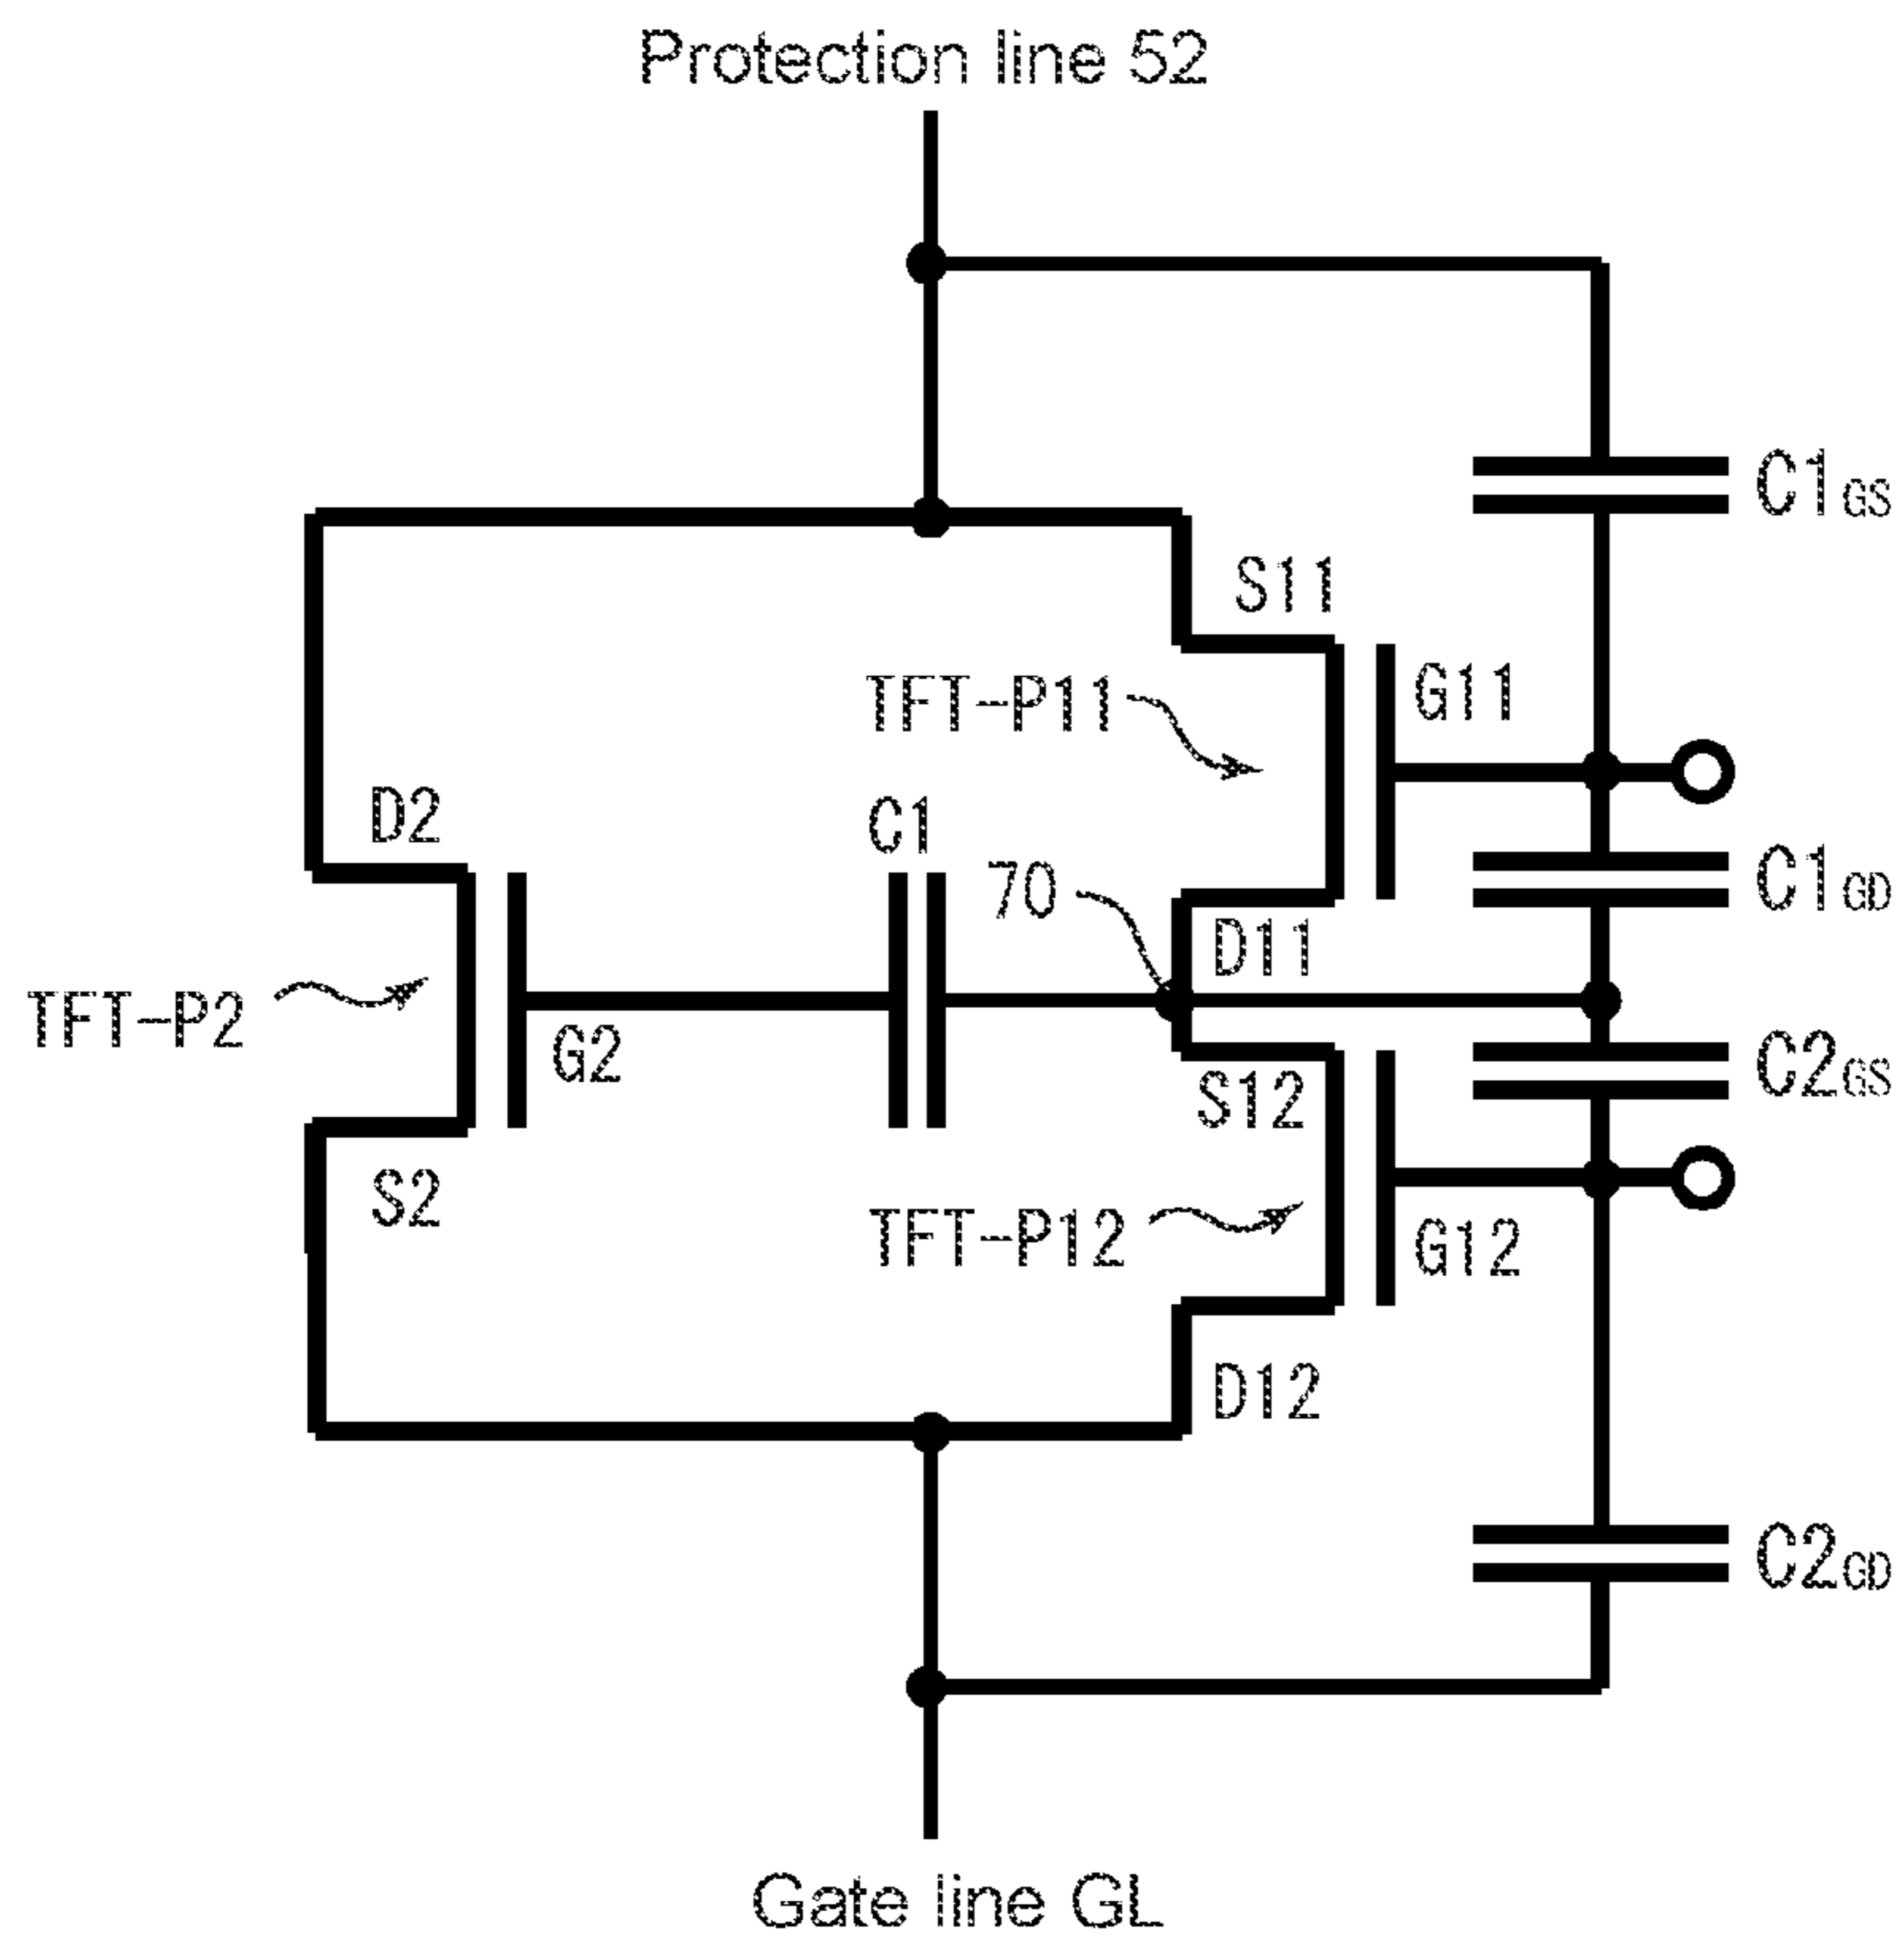 Protection line 52
C1GS
S11
TFT-P11
G11
D2
C1
70
C1GD
D11
TFT-P2
G2
S12
C2GS
S2
TFT-P12
G12
D12
C2GD
Gate line GL